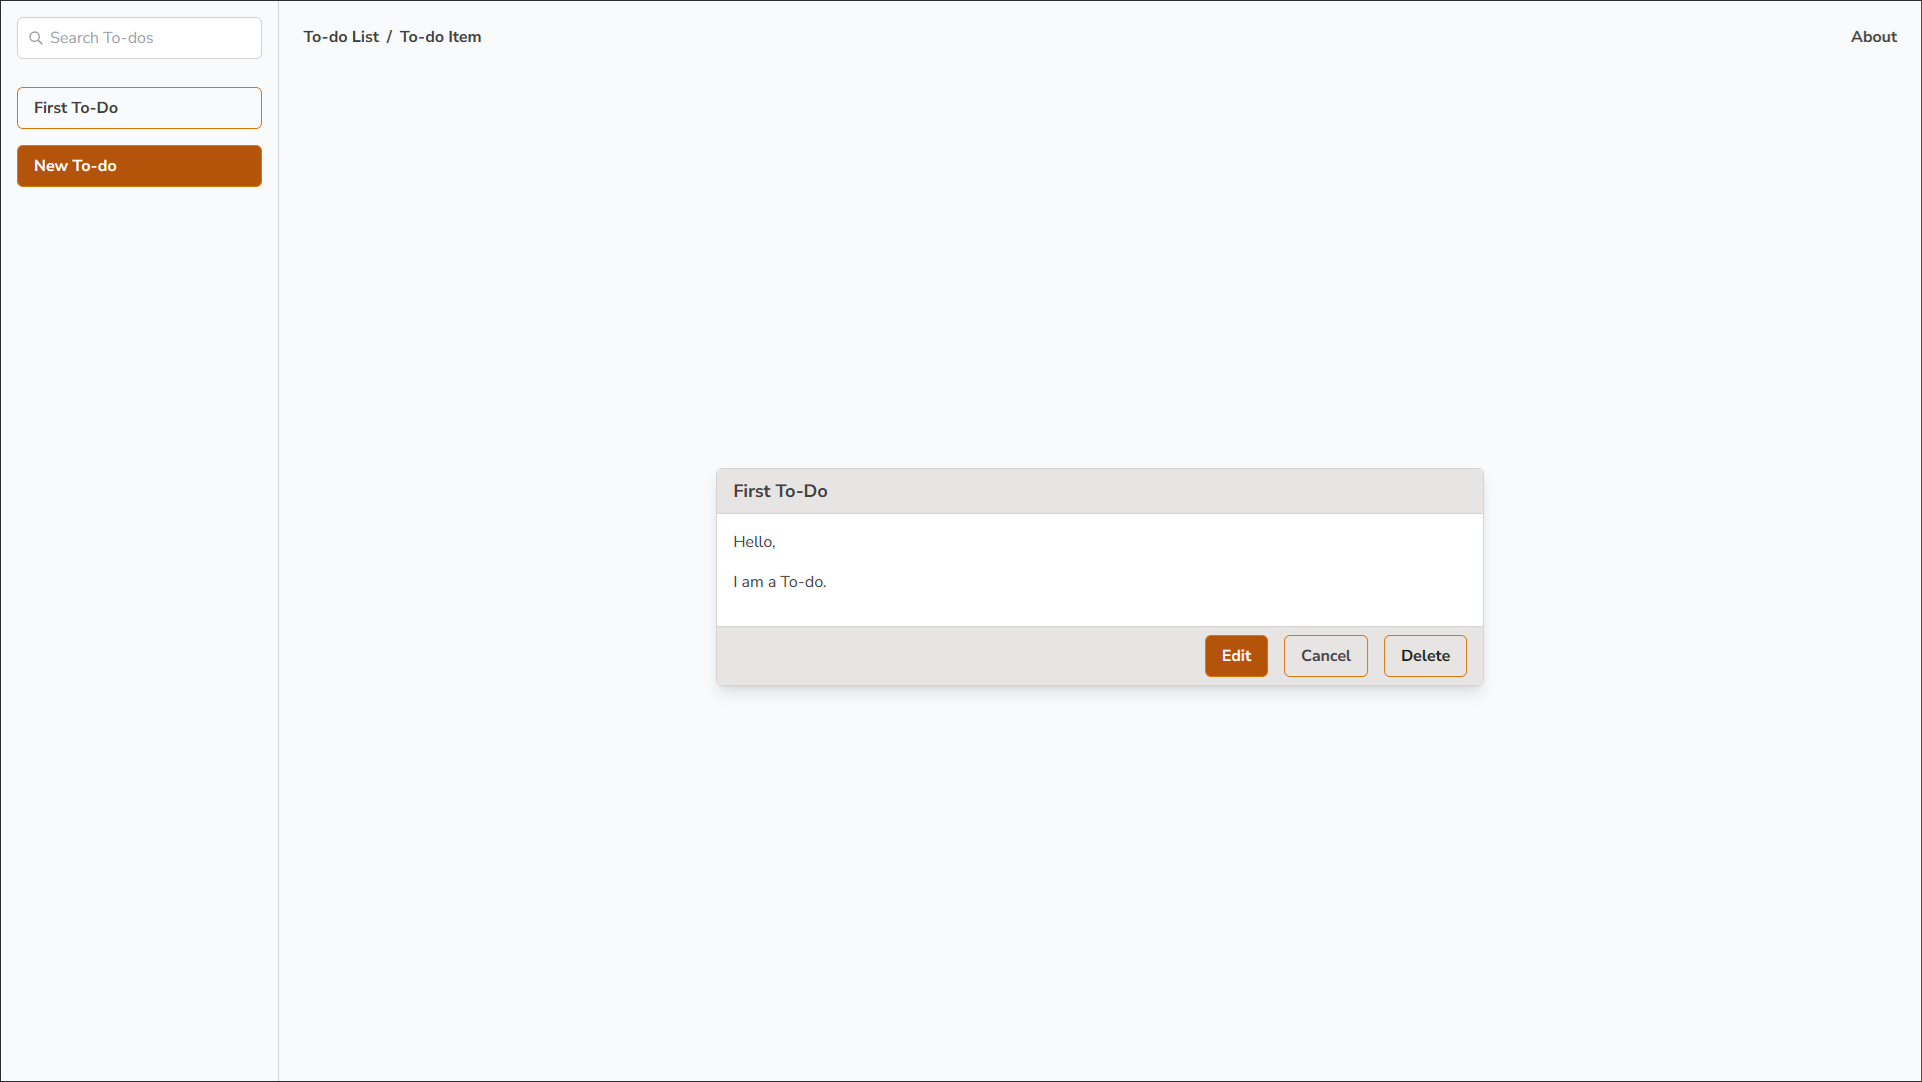 Search To-dos
First To-Do
New To-do
To-do List / To-do Item
About
First To-Do
Hello,
I am a To-do.
Edit
Cancel
Delete